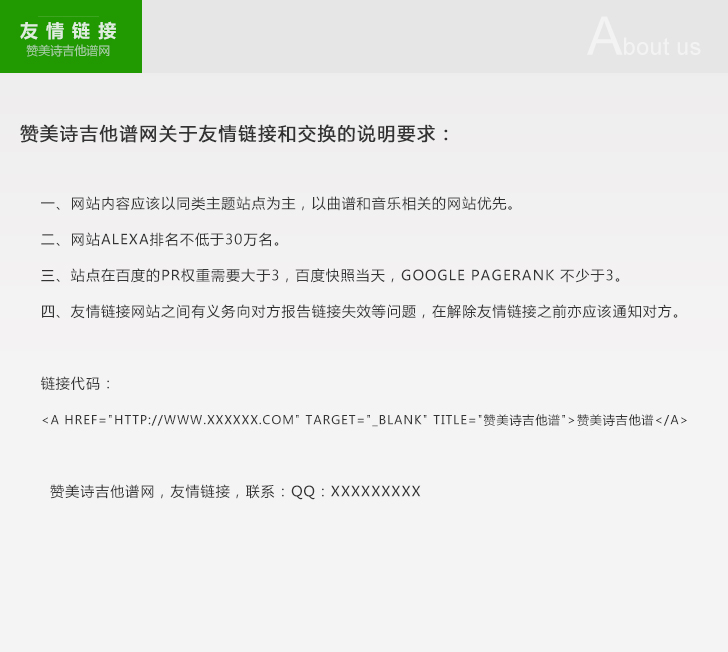 友情链接
赞美诗吉他谱网
About us
赞美诗吉他谱网关于友情链接和交换的说明要求：
一、网站内容应该以同类主题站点为主，以曲谱和音乐相关的网站优先。
二、网站ALEXA排名不低于30万名。
三、站点在百度的PR权重需要大于3，百度快照当天，GOOGLE PAGERANK 不少于3。
四、友情链接网站之间有义务向对方报告链接失效等问题，在解除友情链接之前亦应该通知对方。
链接代码：
<A HREF="HTTP://WWW.XXXXXX.COM" TARGET="_BLANK" TITLE="赞美诗吉他谱">赞美诗吉他谱</A>
赞美诗吉他谱网，友情链接，联系：QQ：XXXXXXXXX